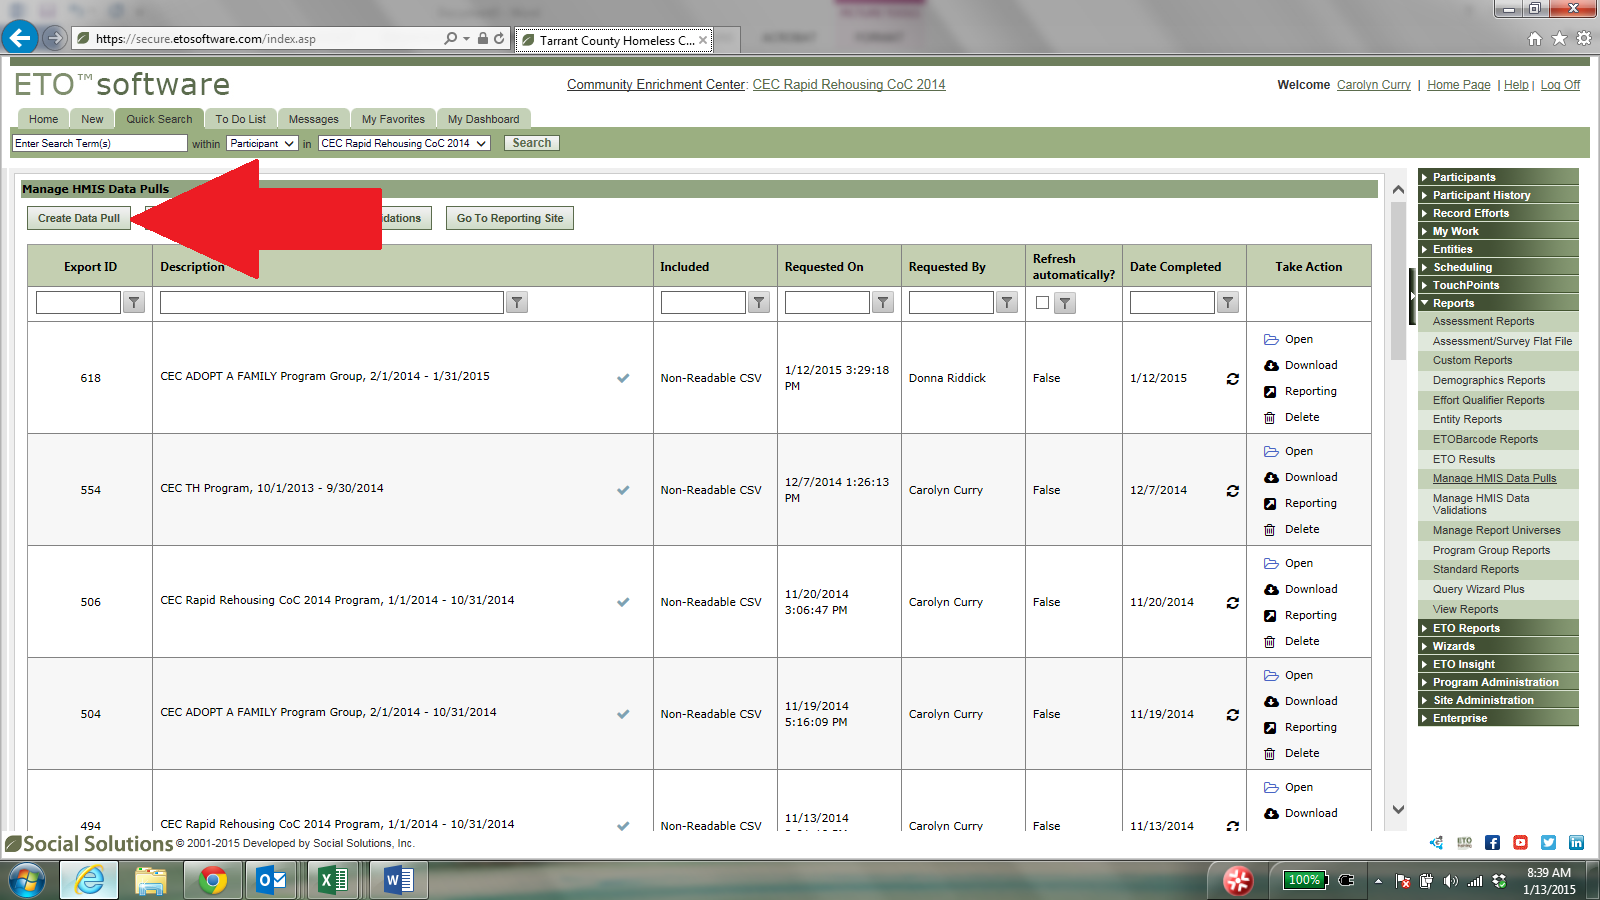 https://secure.etosoftware.com/index.asp
Tarrant County Homeless C...
ETO™software
Community Enrichment Center: CEC Rapid Rehousing CoC 2014
Welcome Carolyn Curry | Home Page | Help | Log Off
Home New Quick Search To Do List Messages My Favorites My Dashboard
Enter Search Term(s) within Participant in CEC Rapid Rehousing CoC 2014 Search
Manage HMIS Data Pulls
Create Data Pull idations Go To Reporting Site
Export ID Description Included Requested On Requested By Refresh automatically? Date Completed Take Action
618 CEC ADOPT A FAMILY Program Group, 2/1/2014 - 1/31/2015 Non-Readable CSV 1/12/2015 3:29:18 PM Donna Riddick False 1/12/2015
Open
Download
Reporting
Delete
554 CEC TH Program, 10/1/2013 - 9/30/2014 Non-Readable CSV 12/7/2014 1:26:13 PM Carolyn Curry False 12/7/2014
Open
Download
Reporting
Delete
506 CEC Rapid Rehousing CoC 2014 Program, 1/1/2014 - 10/31/2014 Non-Readable CSV 11/20/2014 3:06:47 PM Carolyn Curry False 11/20/2014
Open
Download
Reporting
Delete
504 CEC ADOPT A FAMILY Program Group, 2/1/2014 - 10/31/2014 Non-Readable CSV 11/19/2014 5:16:09 PM Carolyn Curry False 11/19/2014
Open
Download
Reporting
Delete
494 CEC Rapid Rehousing CoC 2014 Program, 1/1/2014 - 10/31/2014 Non-Readable CSV 11/13/2014 Carolyn Curry False 11/13/2014
Open
Download
Participants
Participant History
Record Efforts
My Work
Entities
Scheduling
TouchPoints
Reports
Assessment Reports
Assessment/Survey Flat File
Custom Reports
Demographics Reports
Effort Qualifier Reports
Entity Reports
ETOBarcode Reports
ETO Results
Manage HMIS Data Pulls
Manage HMIS Data
Validations
Manage Report Universes
Program Group Reports
Standard Reports
Query Wizard Plus
View Reports
ETO Reports
Wizards
ETO Insight
Program Administration
Site Administration
Enterprise
Social Solutions © 2001-2015 Developed by Social Solutions, Inc.
100%
8:39 AM
1/13/2015